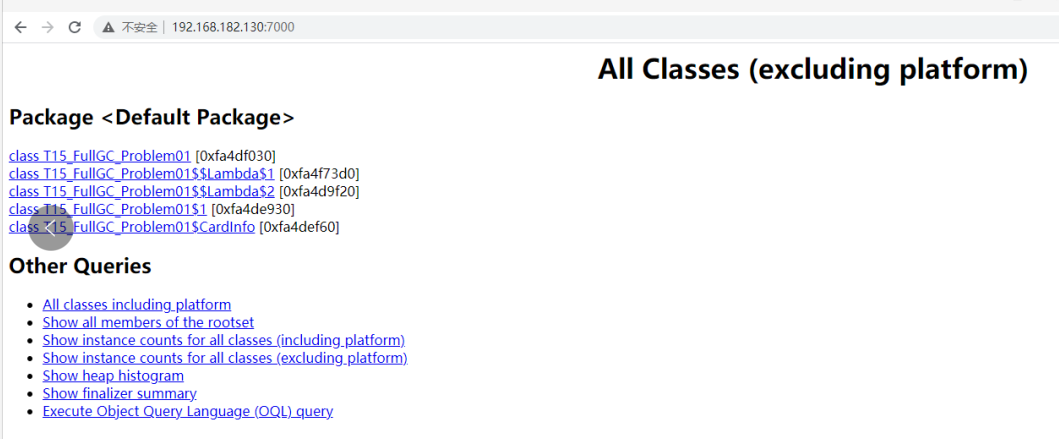 不安全 | 192.168.182.130:7000
All Classes (excluding platform)
Package <Default Package>
class T15_FullGC_Problem01 [0xfa4df030]
class T15_FullGC_Problem01$$Lambda$1 [0xfa4f73d0]
class T15_FullGC_Problem01$$Lambda$2 [0xfa4d9f20]
class T15_FullGC_Problem01$1 [0xfa4de930]
class T15_FullGC_Problem01$CardInfo [0xfa4def60]
Other Queries
• All classes including platform
• Show all members of the rootset
• Show instance counts for all classes (including platform)
• Show instance counts for all classes (excluding platform)
• Show heap histogram
• Show finalizer summary
• Execute Object Query Language (OQL) query